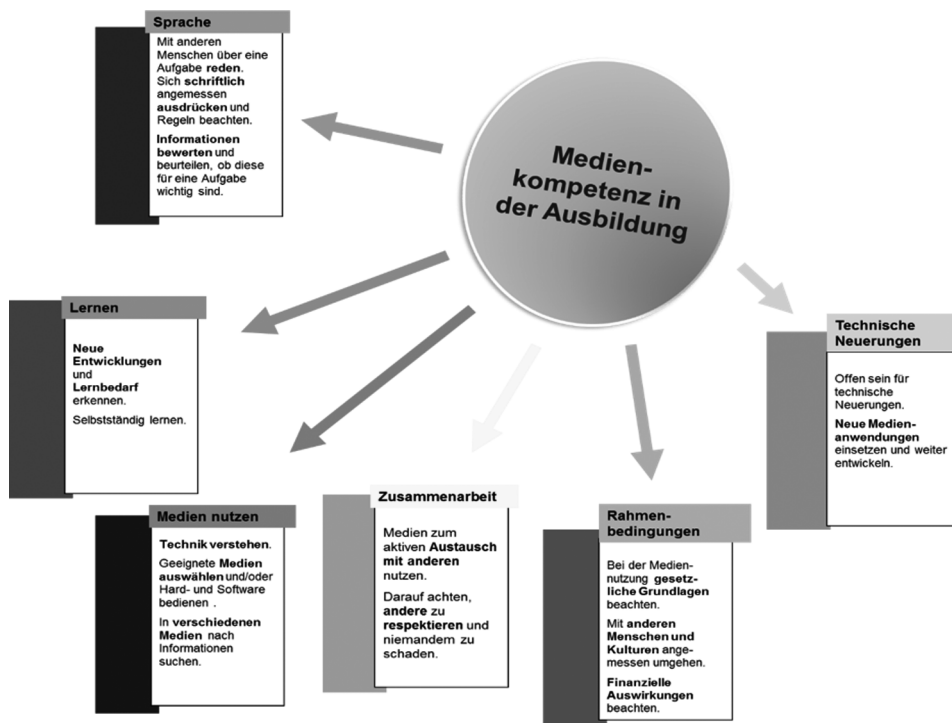 Sprache
Mit anderen
Menschen über eine
Aufgabe reden.
Sich schriftlich
angemessen
ausdrücken und
Regeln beachten.
Informationen
bewerten und
beurteilen, ob diese
für eine Aufgabe
wichtig sind.
Medien-
kompetenz in
der Ausbildung
Lernen
Neue
Entwicklungen
und
Lernbedarf
erkennen.
Selbstständig lernen.
Medien nutzen
Technik verstehen.
Geeignete Medien
auswählen und/oder
Hard- und Software
bedienen .
In verschiedenen
Medien nach
Informationen
suchen.
Zusammenarbeit
Medien zum
aktiven Austausch
mit anderen
nutzen.
Darauf achten,
andere zu
respektieren und
niemandem zu
schaden.
Rahmen-
bedingungen
Bei der Medien-
nutzung gesetz-
liche Grundlagen
beachten.
Mit anderen
Menschen und
Kulturen ange-
messen umgehen.
Finanzielle
Auswirkungen
beachten.
Technische
Neuerungen
Offen sein für
technische
Neuerungen.
Neue Medien-
anwendungen
einsetzen und weiter
entwickeln.